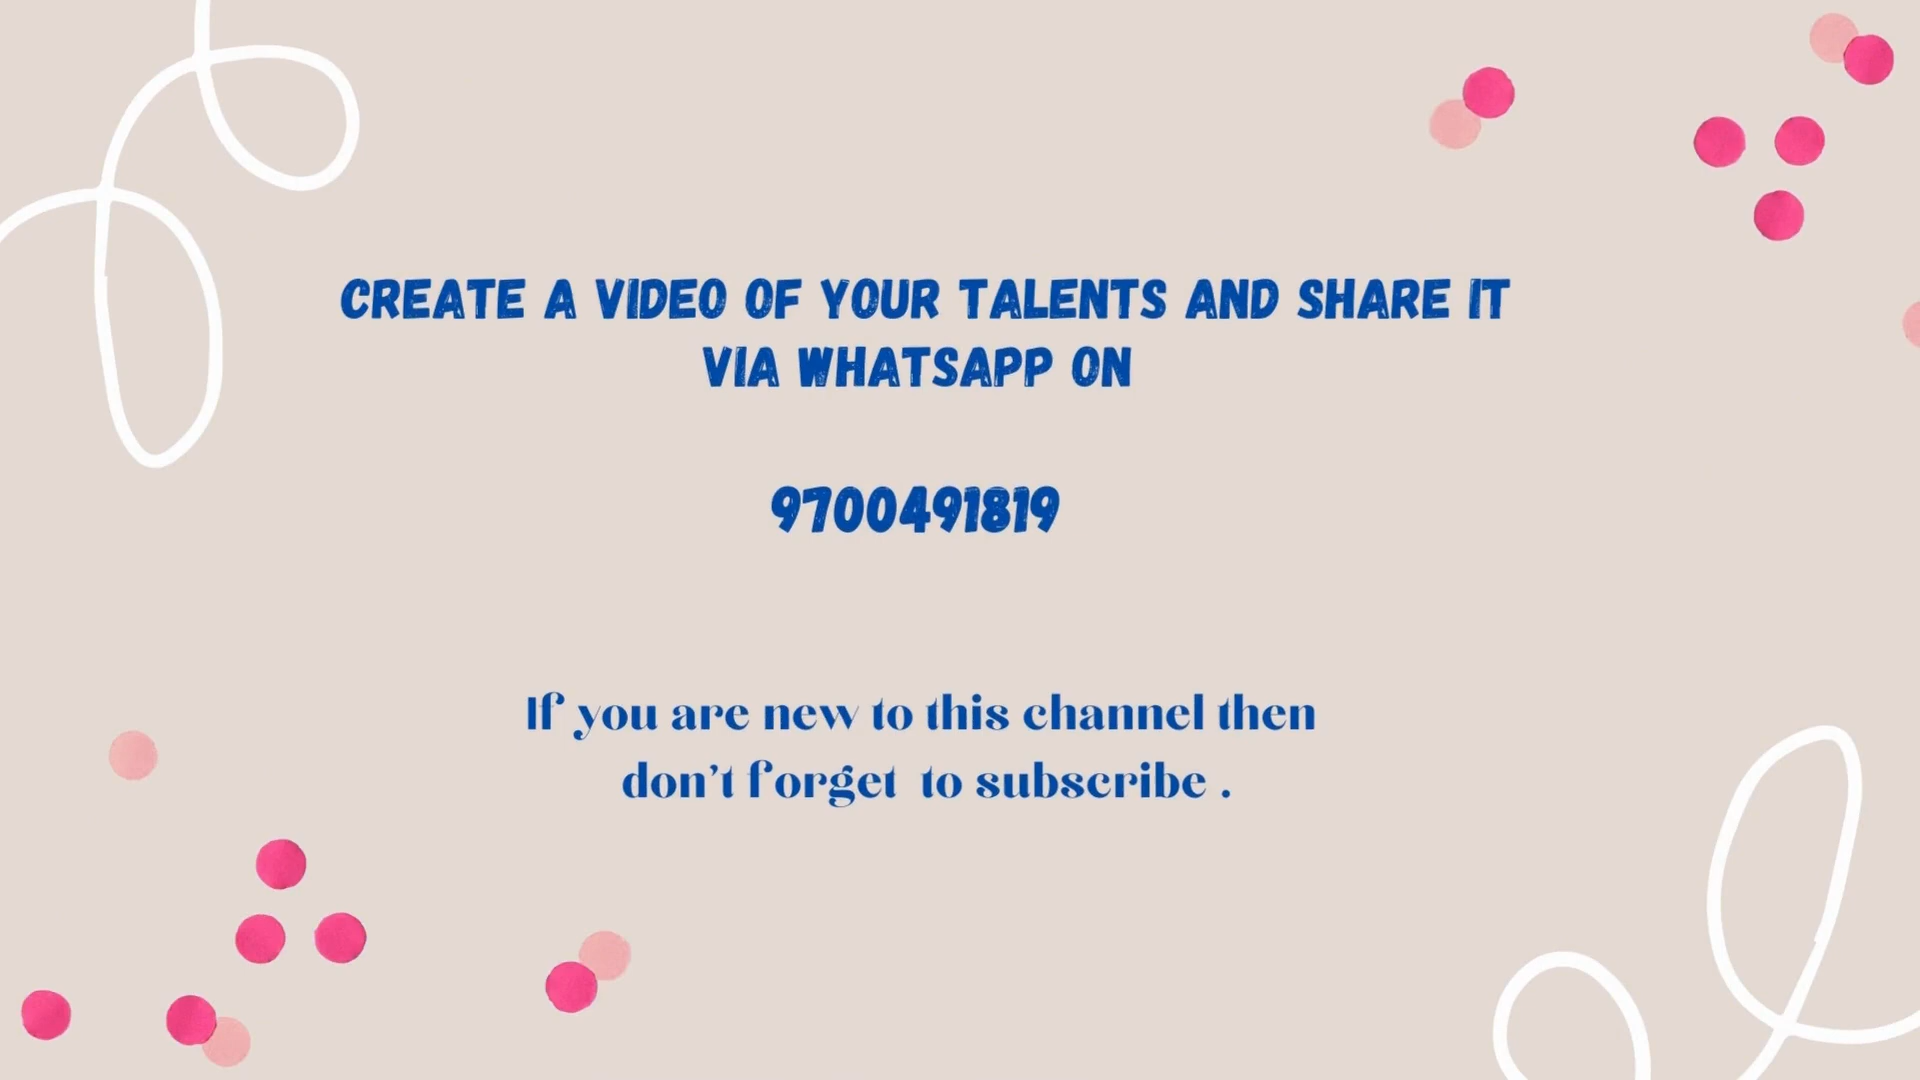 CREATE A VIDEO OF YOUR TALENTS AND SHARE IT
VIA WHATSAPP ON
9700491819
If you are new to this channel then
don't forget to subscribe .